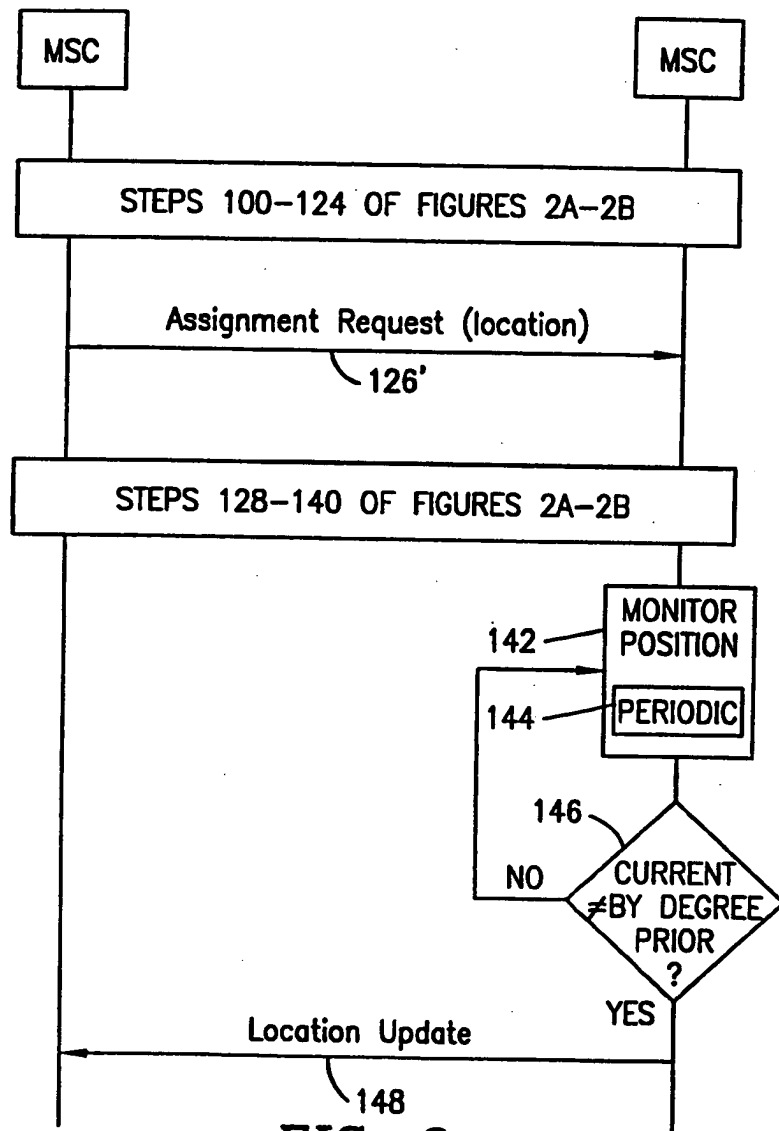 MSC
MSC
STEPS 100-124 OF FIGURES 2A-2B
Assignment Request (location)
126'
STEPS 128-140 OF FIGURES 2A-2B
MONITOR
POSITION
142
144
PERIODIC
146
NO
CURRENT
≠BY DEGREE
PRIOR
?
YES
Location Update
148